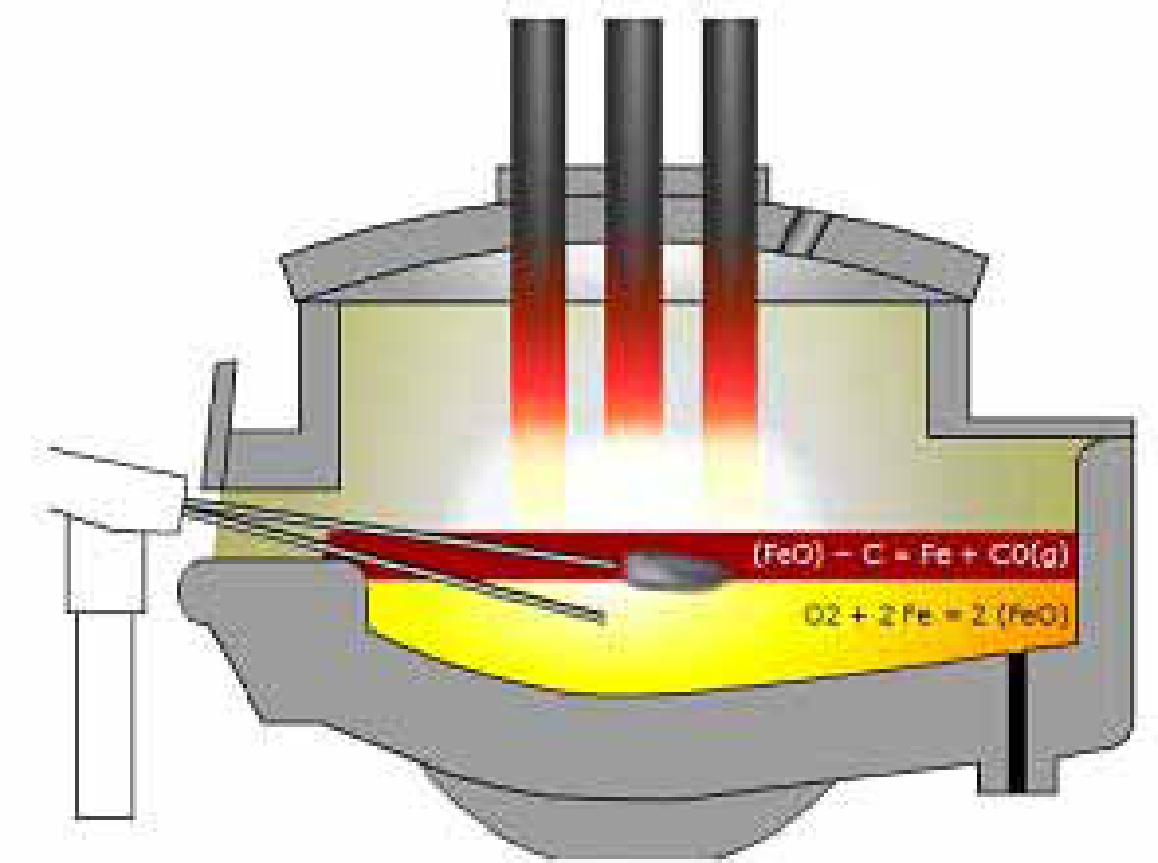 (FeO) − C = Fe + CO(g)
O2 + 2 Fe = 2 (FeO)